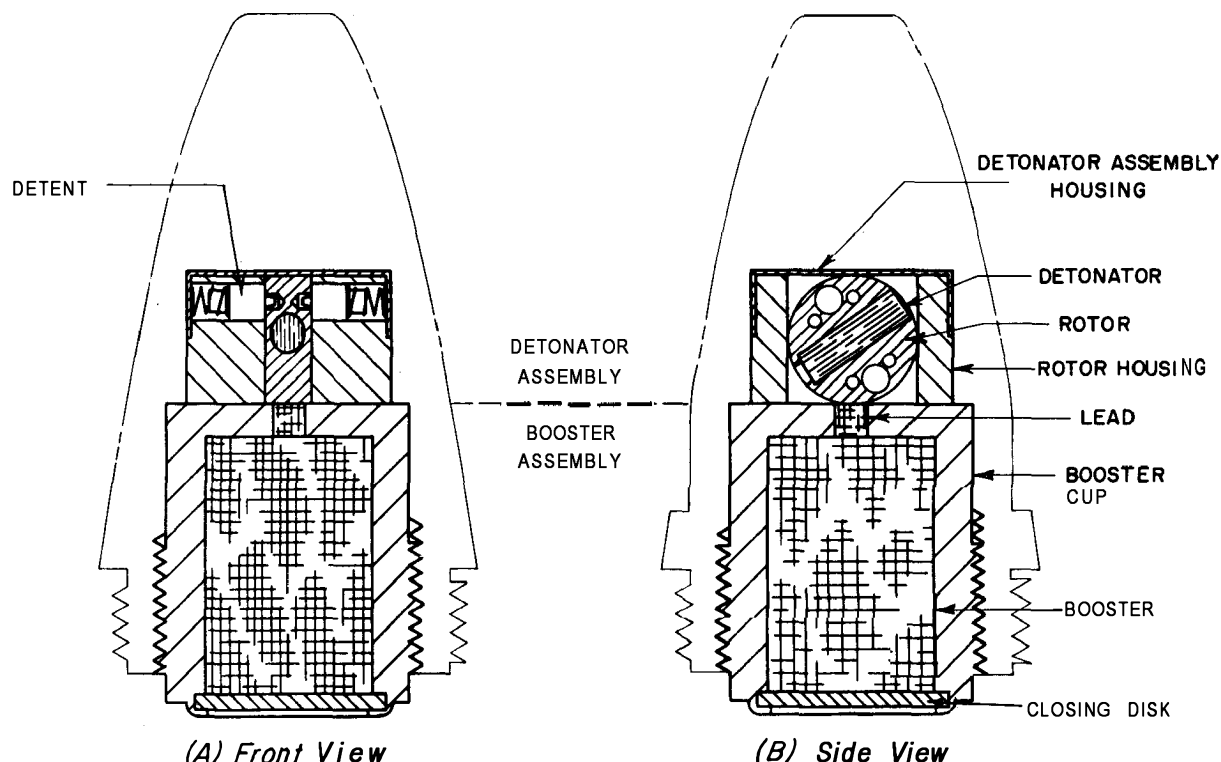 DETENT
DETONATOR
ASSEMBLY
BOOSTER
ASSEMBLY
(A) Front View
DETONATOR ASSEMBLY
HOUSING
DETONATOR
ROTOR
ROTOR HOUSING
LEAD
BOOSTER
CUP
BOOSTER
CLOSING DISK
(B) Side View